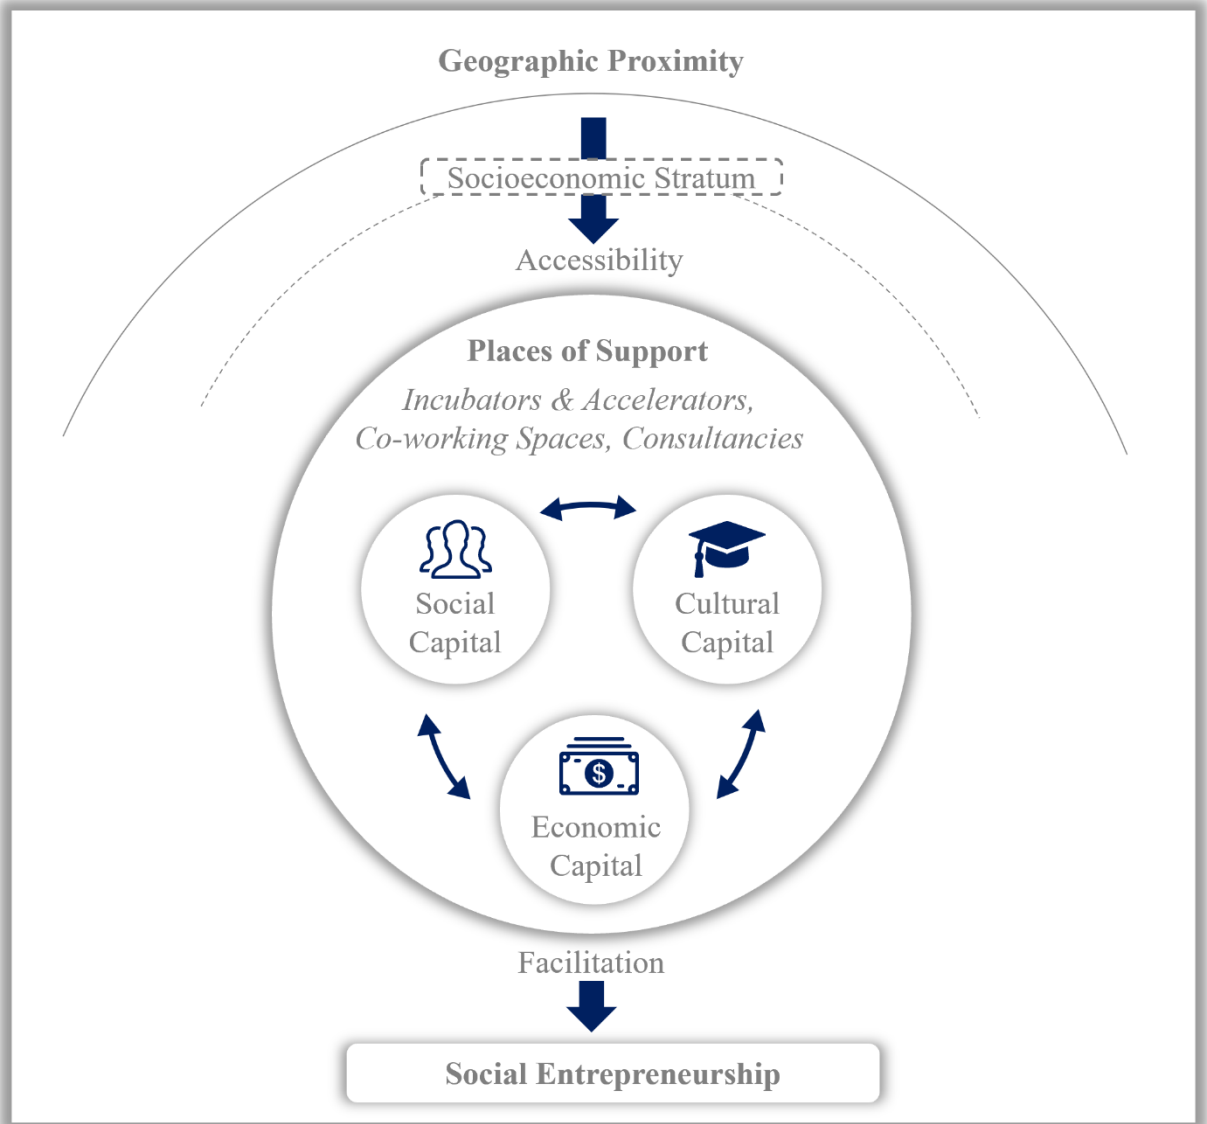 Geographic Proximity
Socioeconomic Stratum
Accessibility
Places of Support
Incubators & Accelerators,
Co-working Spaces, Consultancies
Social
Capital
Cultural
Capital
$
Economic
Capital
Facilitation
Social Entrepreneurship